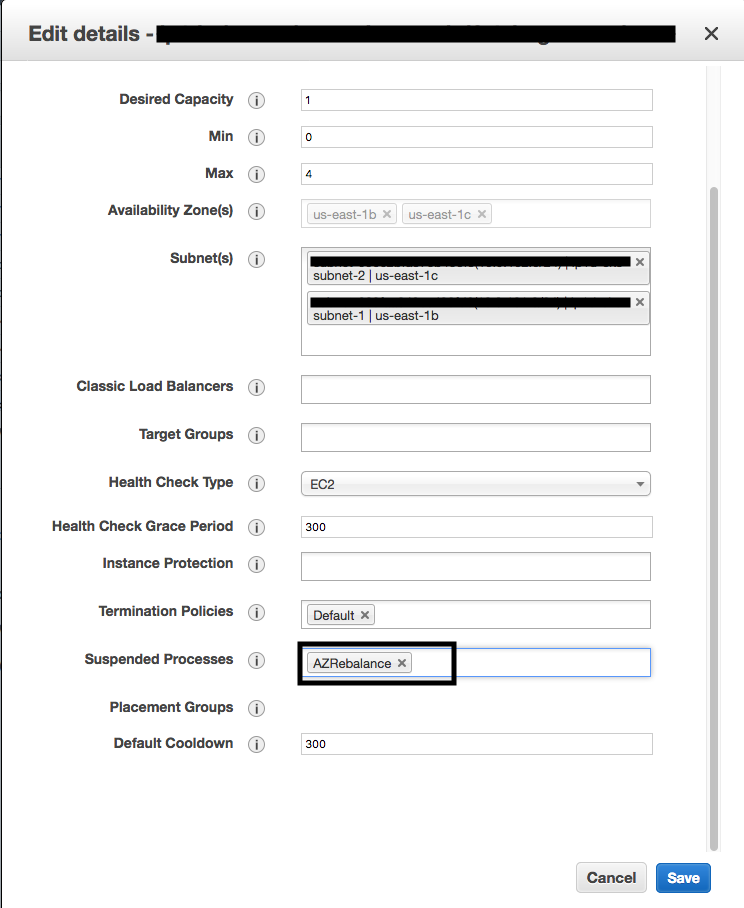 Edit details -
Desired Capacity
1
Min
0
Max
4
Availability Zone(s)
us-east-1b us-east-1c
Subnet(s)
subnet-2 | us-east-1c
subnet-1 | us-east-1b
Classic Load Balancers
Target Groups
Health Check Type
EC2
Health Check Grace Period
300
Instance Protection
Termination Policies
Default
Suspended Processes
AZRebalance
Placement Groups
Default Cooldown
300
Cancel Save